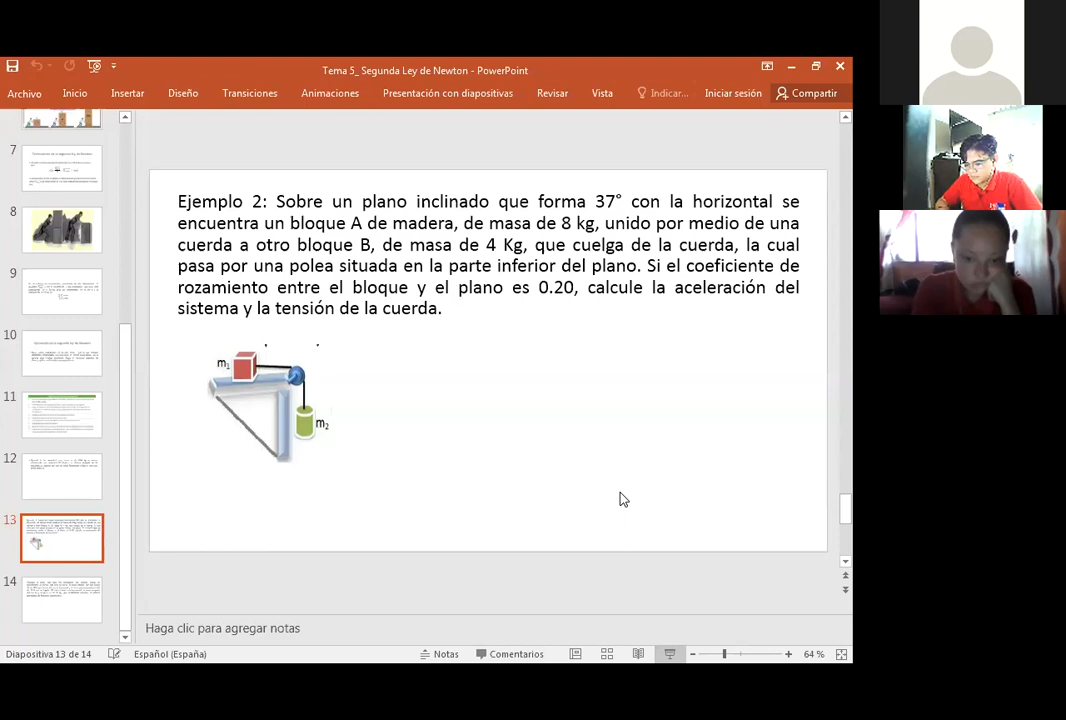 Tema 5_ Segunda Ley de Newton - PowerPoint
Archivo Inicio Insertar Diseño Transiciones Animaciones Presentación con diapositivas Revisar Vista Indicar... Iniciar sesión Compartir
7
8
9
10
11
12
13
14
Ejemplo 2: Sobre un plano inclinado que forma 37° con la horizontal se
encuentra un bloque A de madera, de masa de 8 kg, unido por medio de una
cuerda a otro bloque B, de masa de 4 Kg, que cuelga de la cuerda, la cual
pasa por una polea situada en la parte inferior del plano. Si el coeficiente de
rozamiento entre el bloque y el plano es 0.20, calcule la aceleración del
sistema y la tensión de la cuerda.
m1
m2
Haga clic para agregar notas
Diapositiva 13 de 14 Español (España) Notas Comentarios 64 %